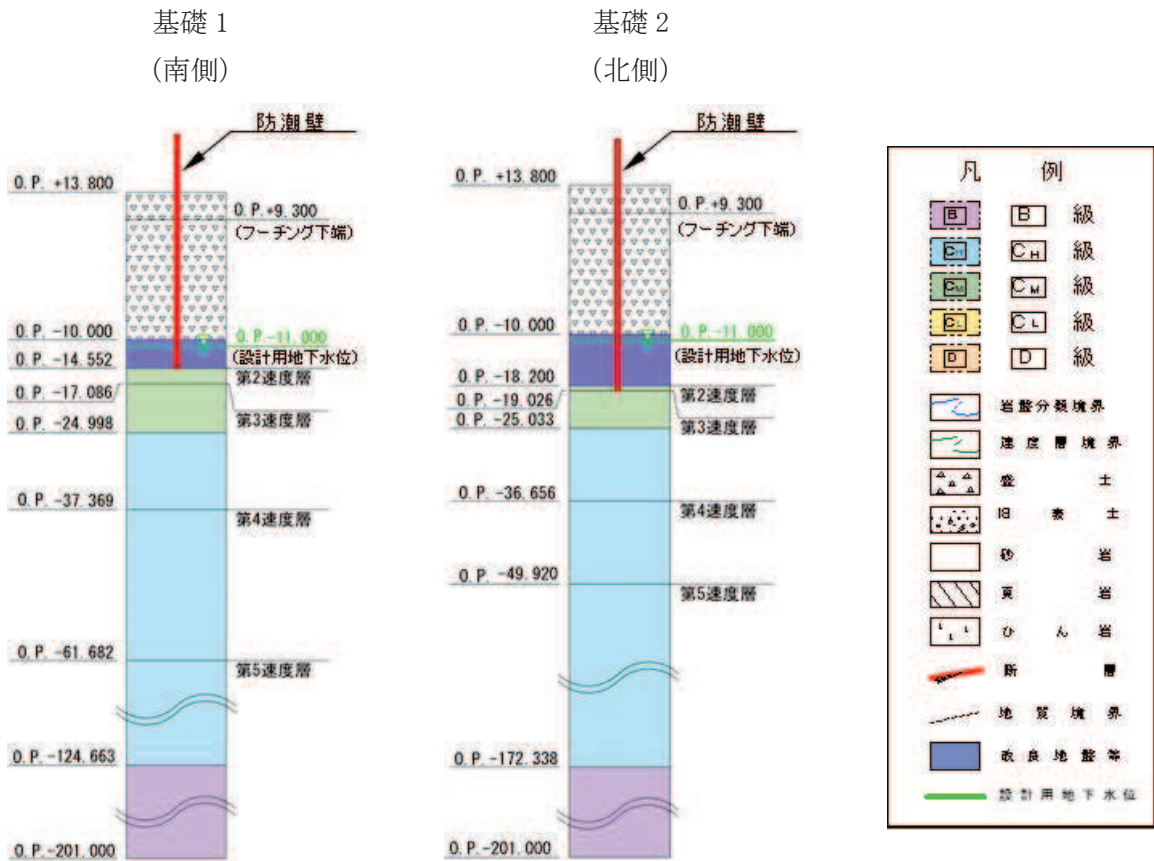 基礎 1
(南側)
防潮壁
O.P. +13.800
O.P.+9.300
(フーチング下端)
O.P. -10.000
O.P.-11.000
(設計用地下水位)
O.P. -14.552
第2速度層
O.P. -17.086
第3速度層
O.P. -24.998
O.P. -37.369
第4速度層
O.P. -61.682
第5速度層
O.P. -124.663
O.P. -201.000
基礎 2
(北側)
防潮壁
O.P. +13.800
O.P.+9.300
(フーチング下端)
O.P. -10.000
O.P.-11.000
(設計用地下水位)
O.P. -18.200
第2速度層
O.P. -19.026
第3速度層
O.P. -25.033
O.P. -36.656
第4速度層
O.P. -49.920
第5速度層
O.P. -172.338
O.P. -201.000
凡 例
B B 級
CH CH 級
CM CM 級
CL CL 級
D D 級
岩盤分類境界
速度層境界
盛 土
旧 表 土
砂 岩
頁 岩
ひ ん 岩
断 層
地 質 境 界
改良地盤等
設計用地下水位